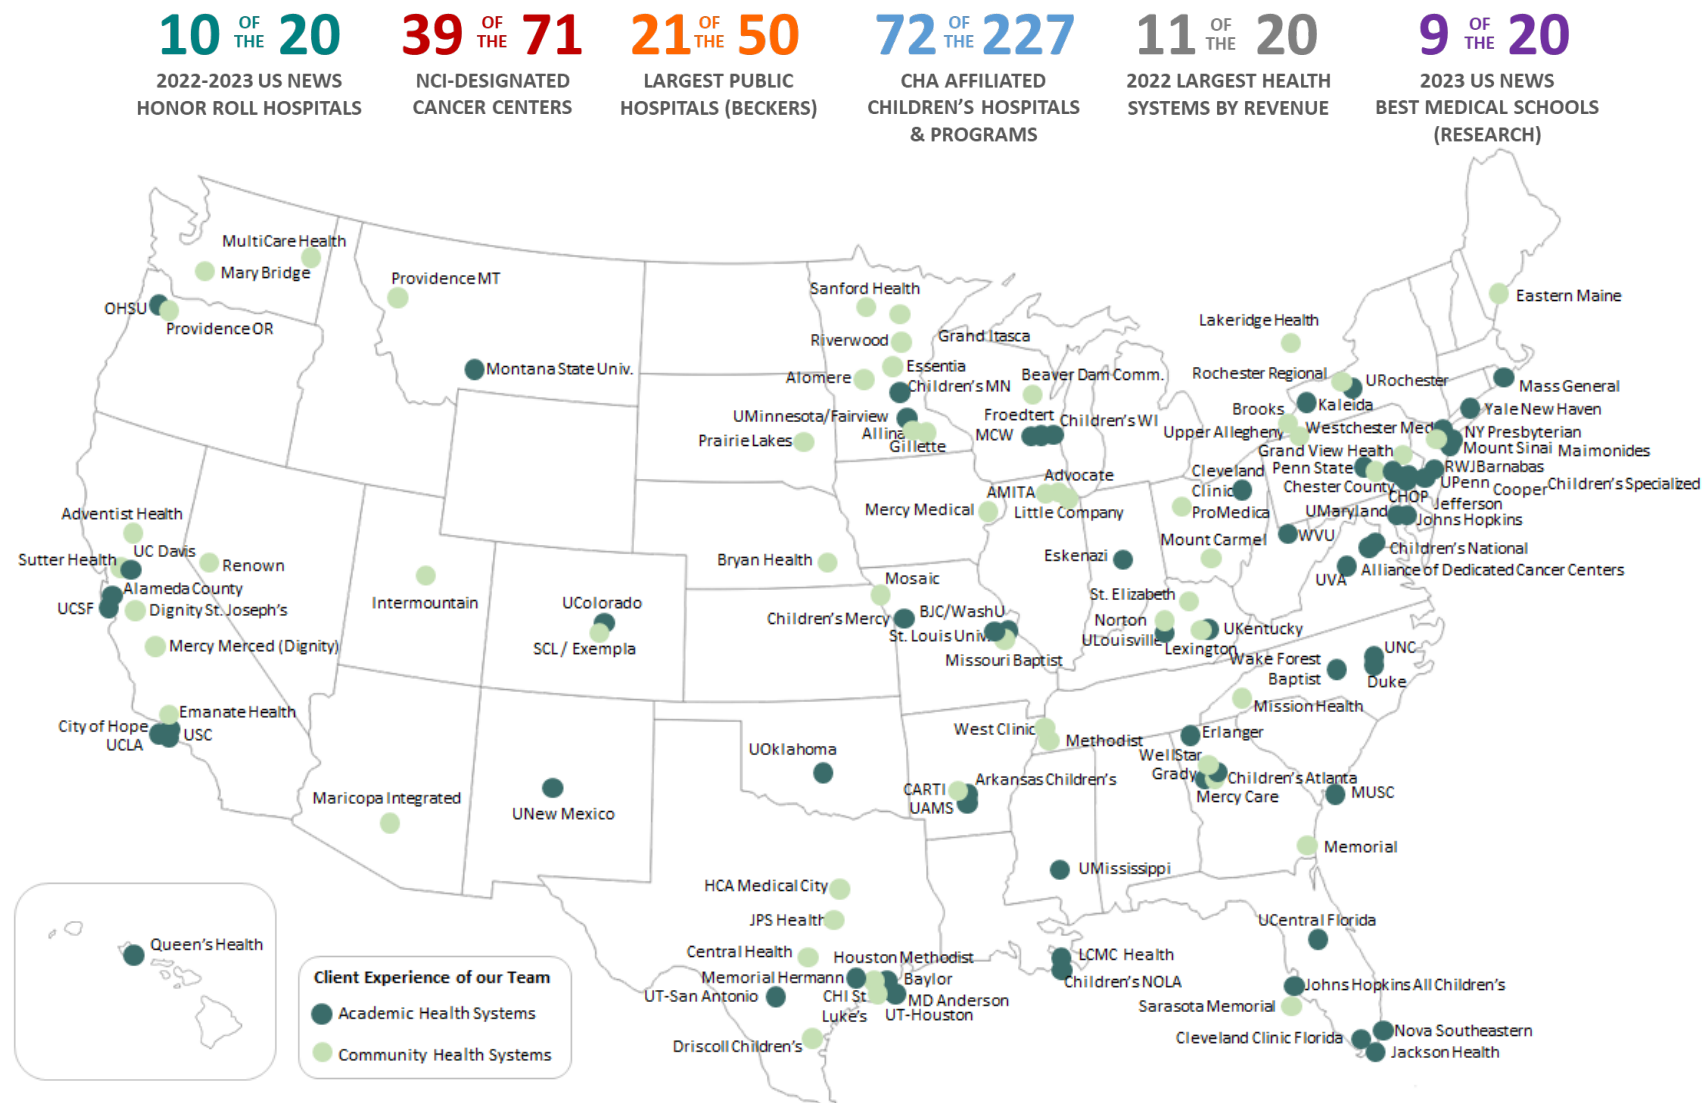 10 OF THE 20
2022-2023 US NEWS
HONOR ROLL HOSPITALS
39 OF THE 71
NCI-DESIGNATED
CANCER CENTERS
21 OF THE 50
LARGEST PUBLIC
HOSPITALS (BECKERS)
72 OF THE 227
CHA AFFILIATED
CHILDREN'S HOSPITALS
& PROGRAMS
11 OF THE 20
2022 LARGEST HEALTH
SYSTEMS BY REVENUE
9 OF THE 20
2023 US NEWS
BEST MEDICAL SCHOOLS
(RESEARCH)
MultiCare Health
Mary Bridge
OHSU
Providence OR
Providence MT
Montana State Univ.
Sanford Health
Riverwood
Grand Itasca
Essentia
Alomere
Children's MN
UMinnesota/Fairview
Allina
Gillette
Prairie Lakes
Beaver Dam Comm.
Froedtert
Children's WI
MCW
Lakeridge Health
Rochester Regional
URochester
Eastern Maine
Mass General
Yale New Haven
Brooks
Kaleida
Upper Allegheny
Westchester Med
NY Presbyterian
Mount Sinai
Maimonides
Grand View Health
Penn State
RWJBarnabas
Chester County
UPenn
Cooper
Children's Specialized
CHOP
Jefferson
UMaryland
Johns Hopkins
Cleveland
Clinic
ProMedica
Mount Carmel
WVU
Children's National
Alliance of Dedicated Cancer Centers
UVA
Advocate
AMITA
Little Company
Mercy Medical
Eskenazi
St. Elizabeth
Norton
ULouisville
UKentucky
Lexington
Adventist Health
UC Davis
Sutter Health
Renown
Alameda County
UCSF
Dignity St. Joseph's
Mercy Merced (Dignity)
Intermountain
UColorado
SCL / Exempla
Bryan Health
Mosaic
Children's Mercy
BJC/WashU
St. Louis Univ.
Missouri Baptist
Wake Forest
Baptist
UNC
Duke
Mission Health
Emanate Health
City of Hope
UCLA
USC
Maricopa Integrated
UNew Mexico
UOklahoma
West Clinic
Methodist
Arkansas Children's
CARTI
UAMS
Erlanger
WellStar
Grady
Children's Atlanta
Mercy Care
MUSC
Memorial
UMississippi
HCA Medical City
JPS Health
Central Health
Houston Methodist
Memorial Hermann
Baylor
UT-San Antonio
CHI St.
Luke's
MD Anderson
UT-Houston
Driscoll Children's
LCMC Health
Children's NOLA
UCentral Florida
Johns Hopkins All Children's
Sarasota Memorial
Cleveland Clinic Florida
Nova Southeastern
Jackson Health
Queen's Health
Client Experience of our Team
Academic Health Systems
Community Health Systems